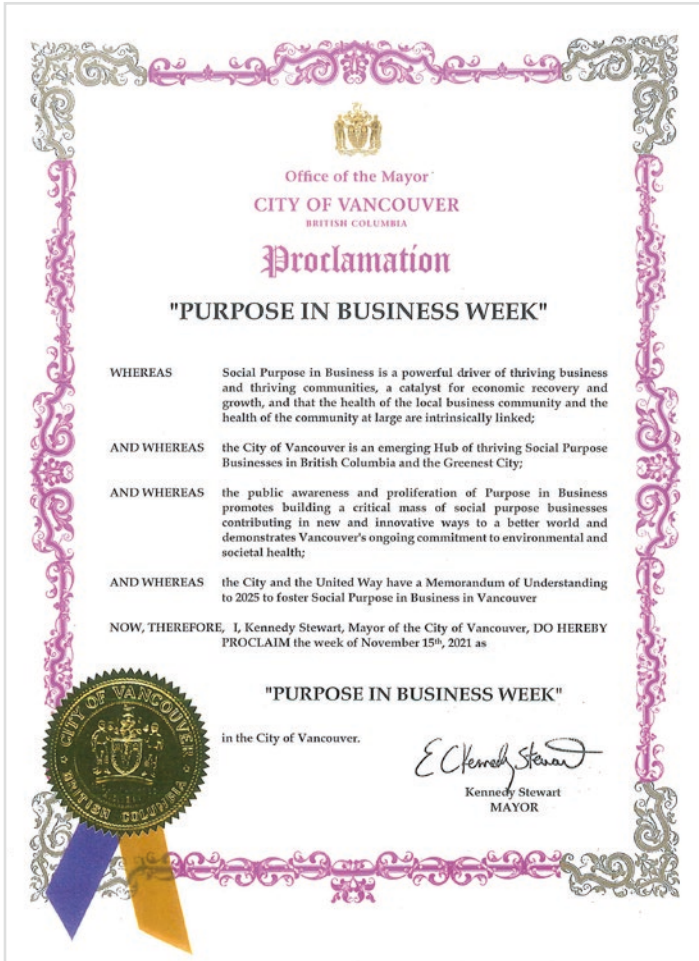 Office of the Mayor
CITY OF VANCOUVER
BRITISH COLUMBIA
Proclamation
"PURPOSE IN BUSINESS WEEK"
WHEREAS Social Purpose in Business is a powerful driver of thriving business
and thriving communities, a catalyst for economic recovery and
growth, and that the health of the local business community and the
health of the community at large are intrinsically linked;
AND WHEREAS the City of Vancouver is an emerging Hub of thriving Social Purpose
Businesses in British Columbia and the Greenest City;
AND WHEREAS the public awareness and proliferation of Purpose in Business
promotes building a critical mass of social purpose businesses
contributing in new and innovative ways to a better world and
demonstrates Vancouver's ongoing commitment to environmental and
societal health;
AND WHEREAS the City and the United Way have a Memorandum of Understanding
to 2025 to foster Social Purpose in Business in Vancouver
NOW, THEREFORE, I, Kennedy Stewart, Mayor of the City of Vancouver, DO HEREBY
PROCLAIM the week of November 15th, 2021 as
"PURPOSE IN BUSINESS WEEK"
in the City of Vancouver.
E C Kennedy Stewart
Kennedy Stewart
MAYOR
CITY OF VANCOUVER
BRITISH COLUMBIA